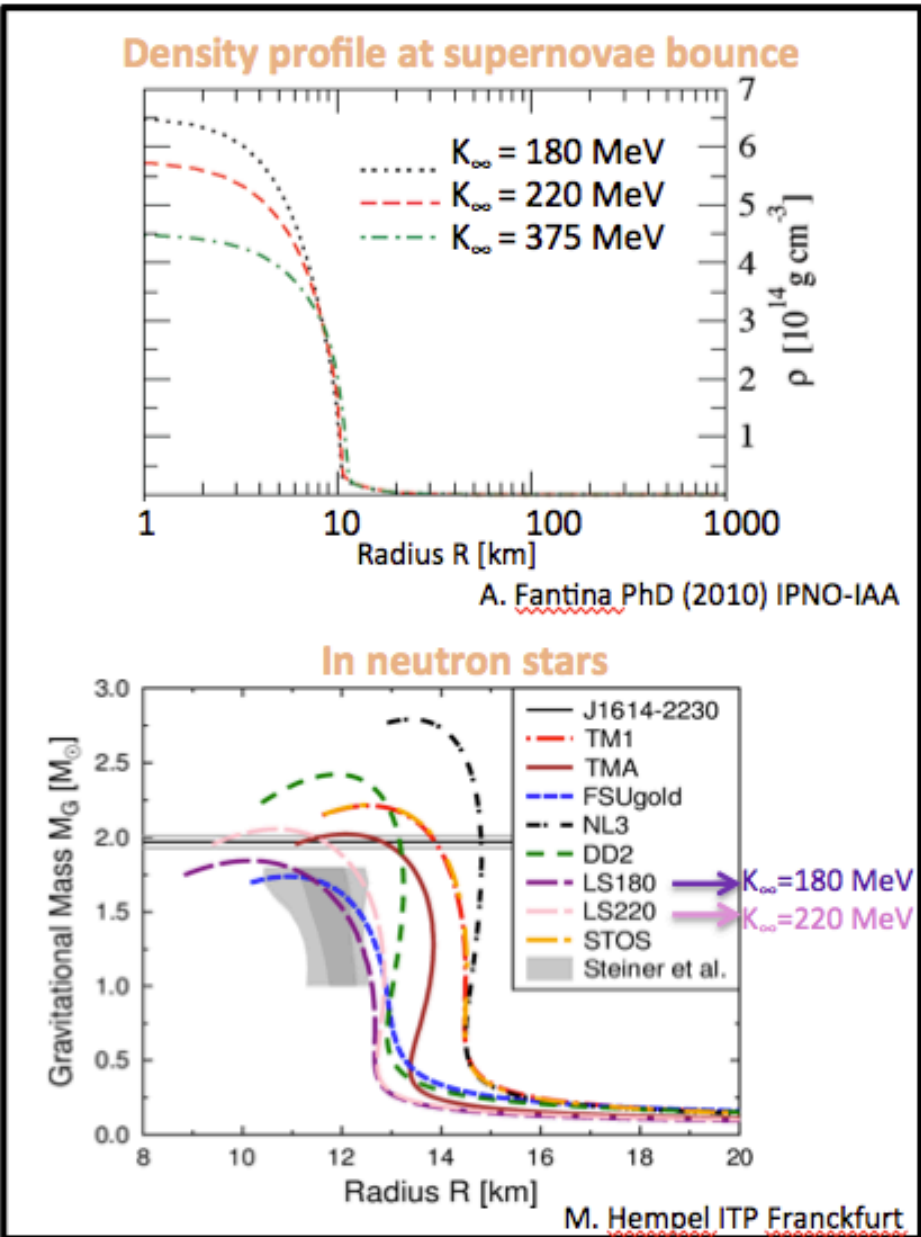 Density profile at supernovae bounce
7
6
5
4
3
2
1
ρ [10^14 g cm^-3]
K∞ = 180 MeV
K∞ = 220 MeV
K∞ = 375 MeV
1 10 100 1000
Radius R [km]
A. Fantina PhD (2010) IPNO-IAA
In neutron stars
Gravitational Mass M_G [M_⊙]
3.0
2.5
2.0
1.5
1.0
0.5
0.0
J1614-2230
TM1
TMA
FSUgold
NL3
DD2
LS180 K∞=180 MeV
LS220 K∞=220 MeV
STOS
Steiner et al.
8 10 12 14 16 18 20
Radius R [km]
M. Hempel ITP Franckfurt